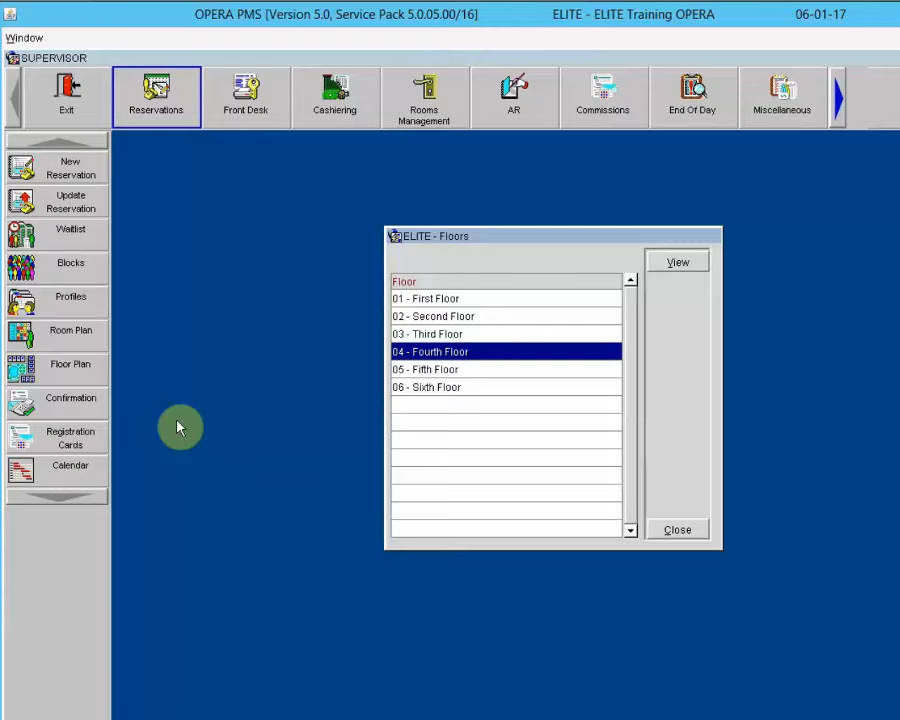 OPERA PMS [Version 5.0, Service Pack 5.0.05.00/16] ELITE - ELITE Training OPERA 06-01-17
Window
SUPERVISOR
Exit
Reservations
Front Desk
Cashiering
Rooms
Management
AR
Commissions
End Of Day
Miscellaneous
New
Reservation
Update
Reservation
Waitlist
Blocks
Profiles
Room Plan
Floor Plan
Confirmation
Registration
Cards
Calendar
ELITE - Floors
View
Floor
01 - First Floor
02 - Second Floor
03 - Third Floor
04 - Fourth Floor
05 - Fifth Floor
06 - Sixth Floor
Close